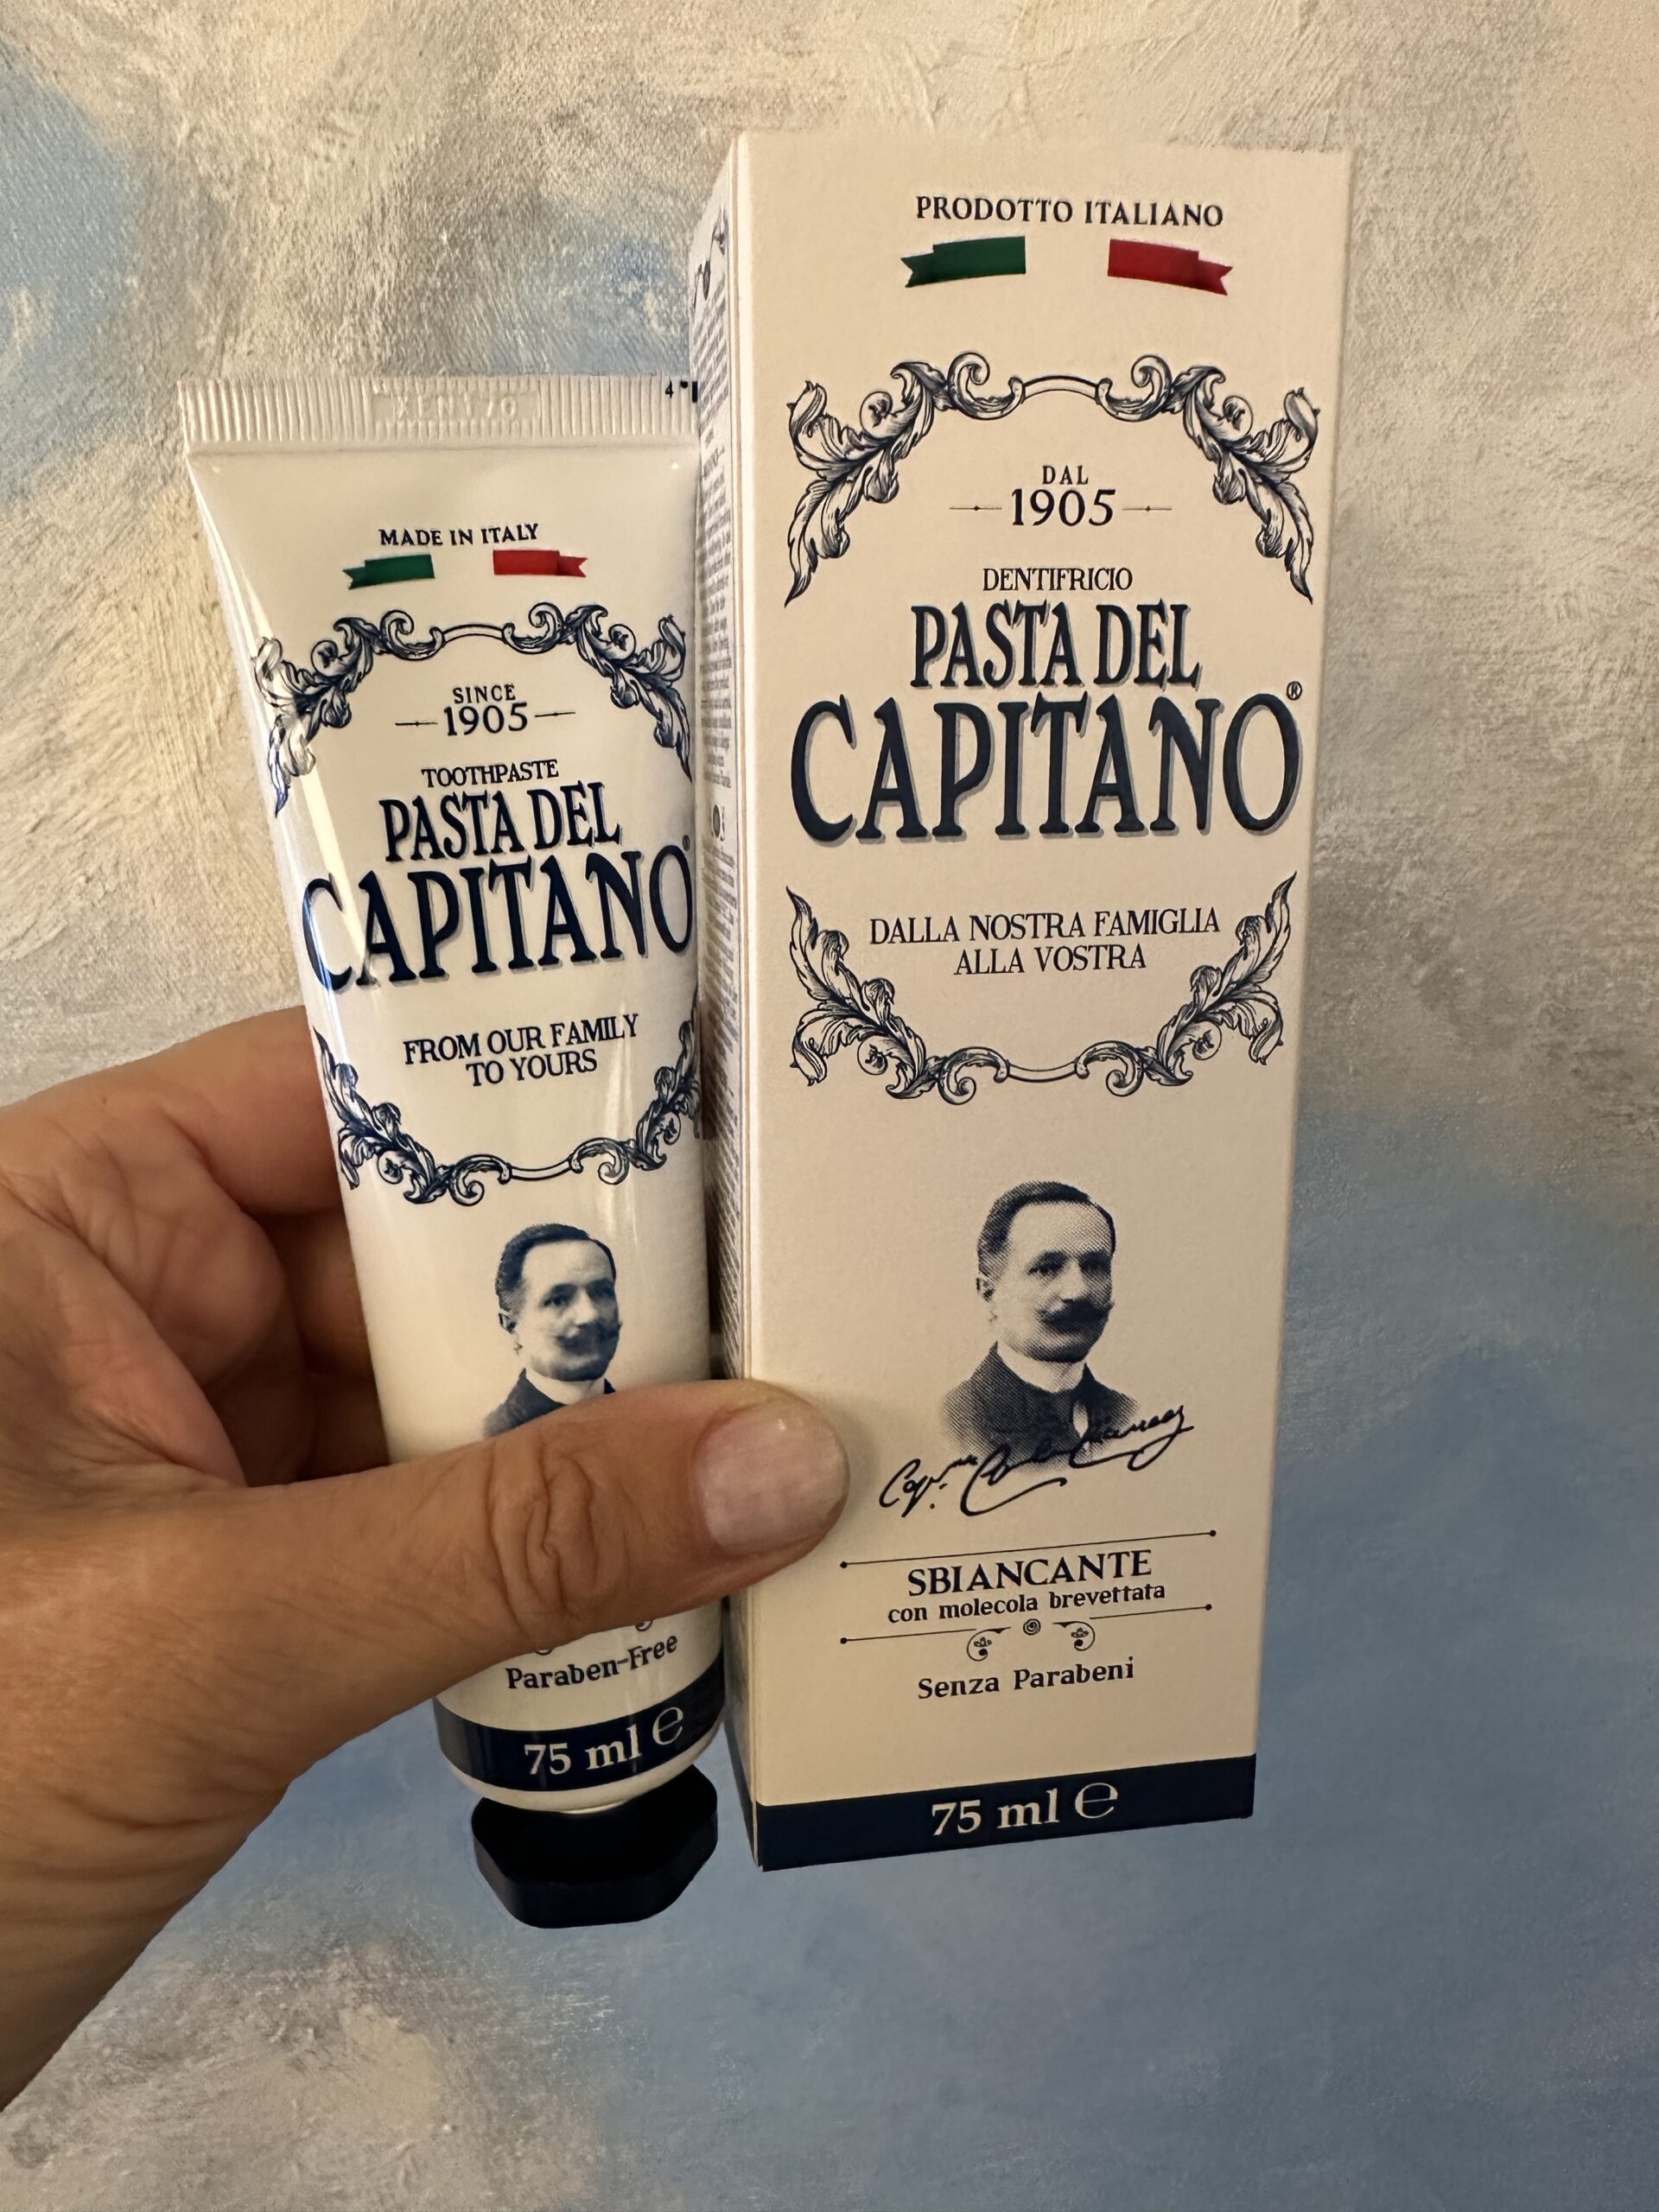 MADE IN ITALY
SINCE
1905
TOOTHPASTE
PASTA DEL
CAPITANO
FROM OUR FAMILY
TO YOURS
Paraben-Free
75 ml ℮
PRODOTTO ITALIANO
DAL
1905
DENTIFRICIO
PASTA DEL
CAPITANO®
DALLA NOSTRA FAMIGLIA
ALLA VOSTRA
SBIANCANTE
con molecola brevettata
Senza Parabeni
75 ml ℮